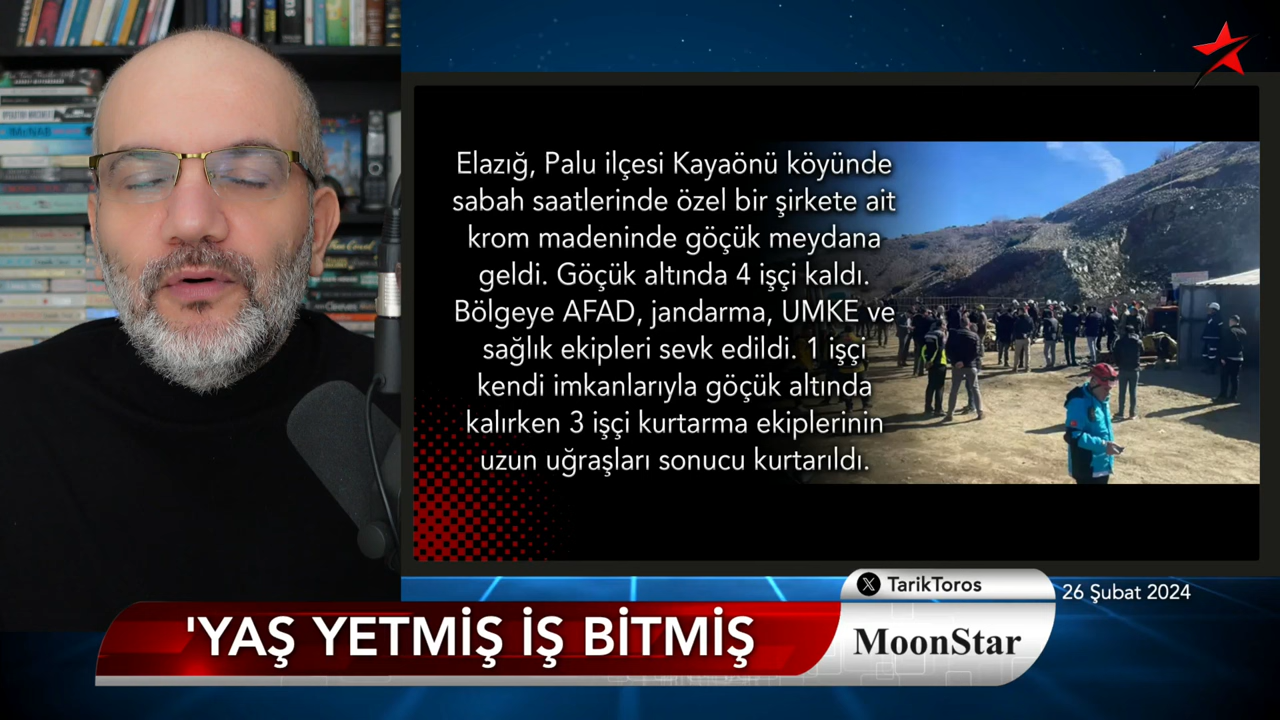 Elazığ, Palu ilçesi Kayaönü köyünde
sabah saatlerinde özel bir şirkete ait
krom madeninde göçük meydana
geldi. Göçük altında 4 işçi kaldı.
Bölgeye AFAD, jandarma, UMKE ve
sağlık ekipleri sevk edildi. 1 işçi
kendi imkanlarıyla göçük altında
kalırken 3 işçi kurtarma ekiplerinin
uzun uğraşları sonucu kurtarıldı.
X TarikToros
26 Şubat 2024
'YAŞ YETMİŞ İŞ BİTMİŞ
MoonStar